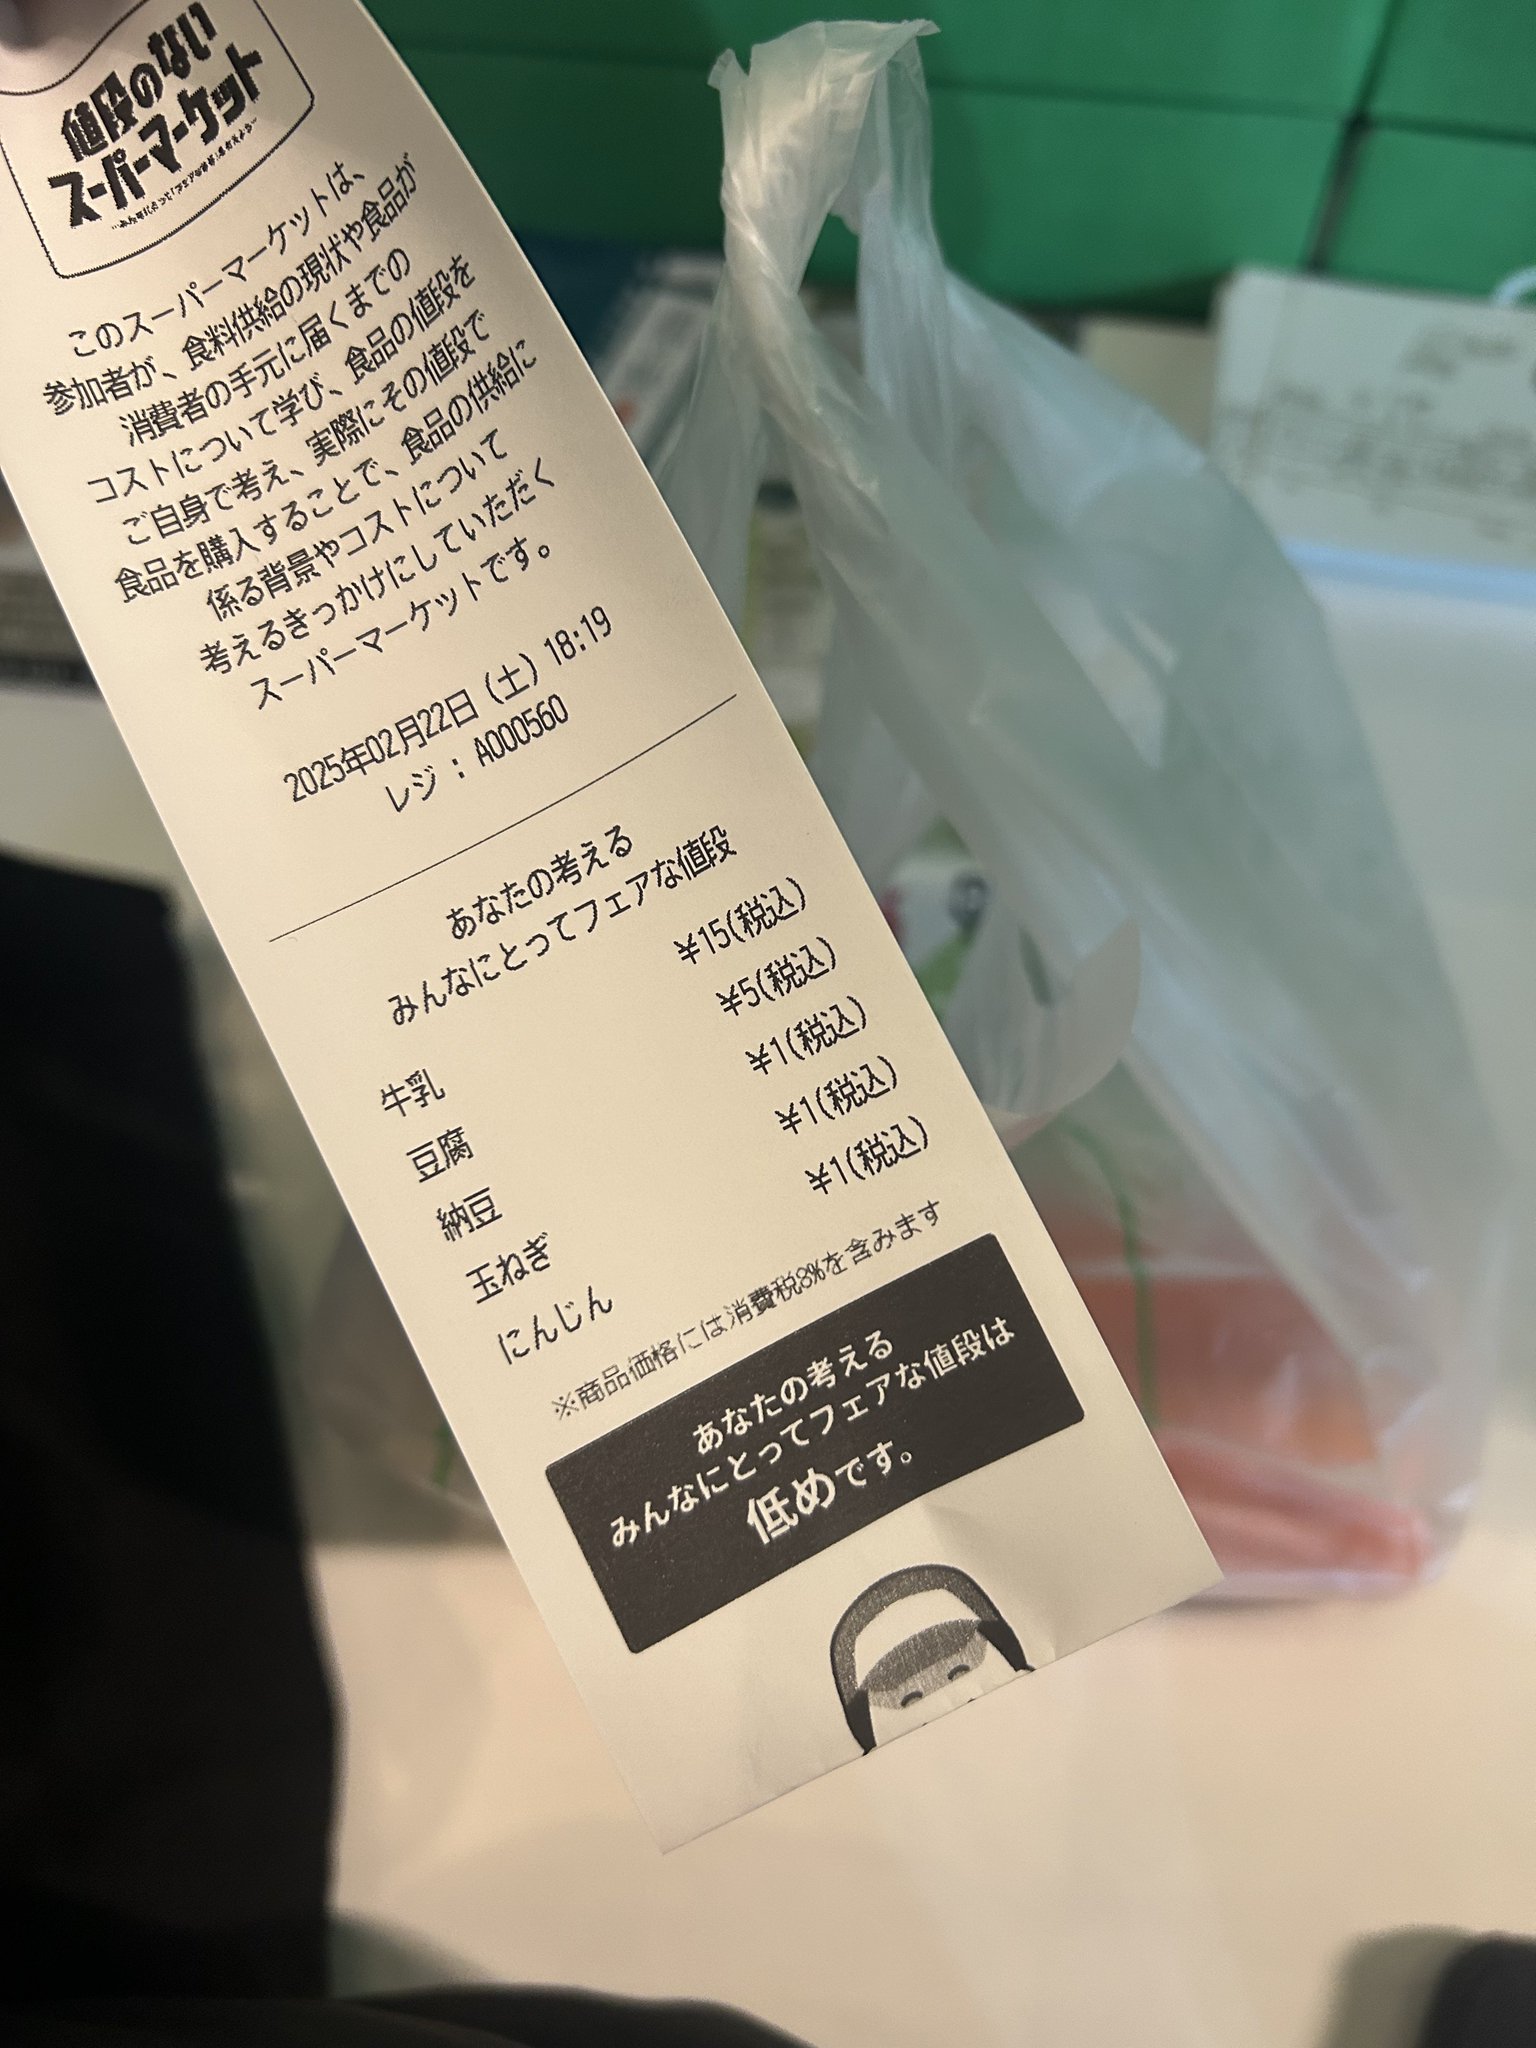 値段のない
スーパーマーケット
このスーパーマーケットは、
参加者が、食料供給の現状や食品が
消費者の手元に届くまでの
コストについて学び、食品の値段を
ご自身で考え、実際にその値段で
食品を購入することで、食品の供給に
係る背景やコストについて
考えるきっかけにしていただく
スーパーマーケットです。
2025年02月22日(土) 18:19
レジ : A000560
あなたの考える
みんなにとってフェアな値段
牛乳 ¥15(税込)
豆腐 ¥5(税込)
納豆 ¥1(税込)
玉ねぎ ¥1(税込)
にんじん ¥1(税込)
※商品価格には消費税8%を含みます
あなたの考える
みんなにとってフェアな値段は
低めです。